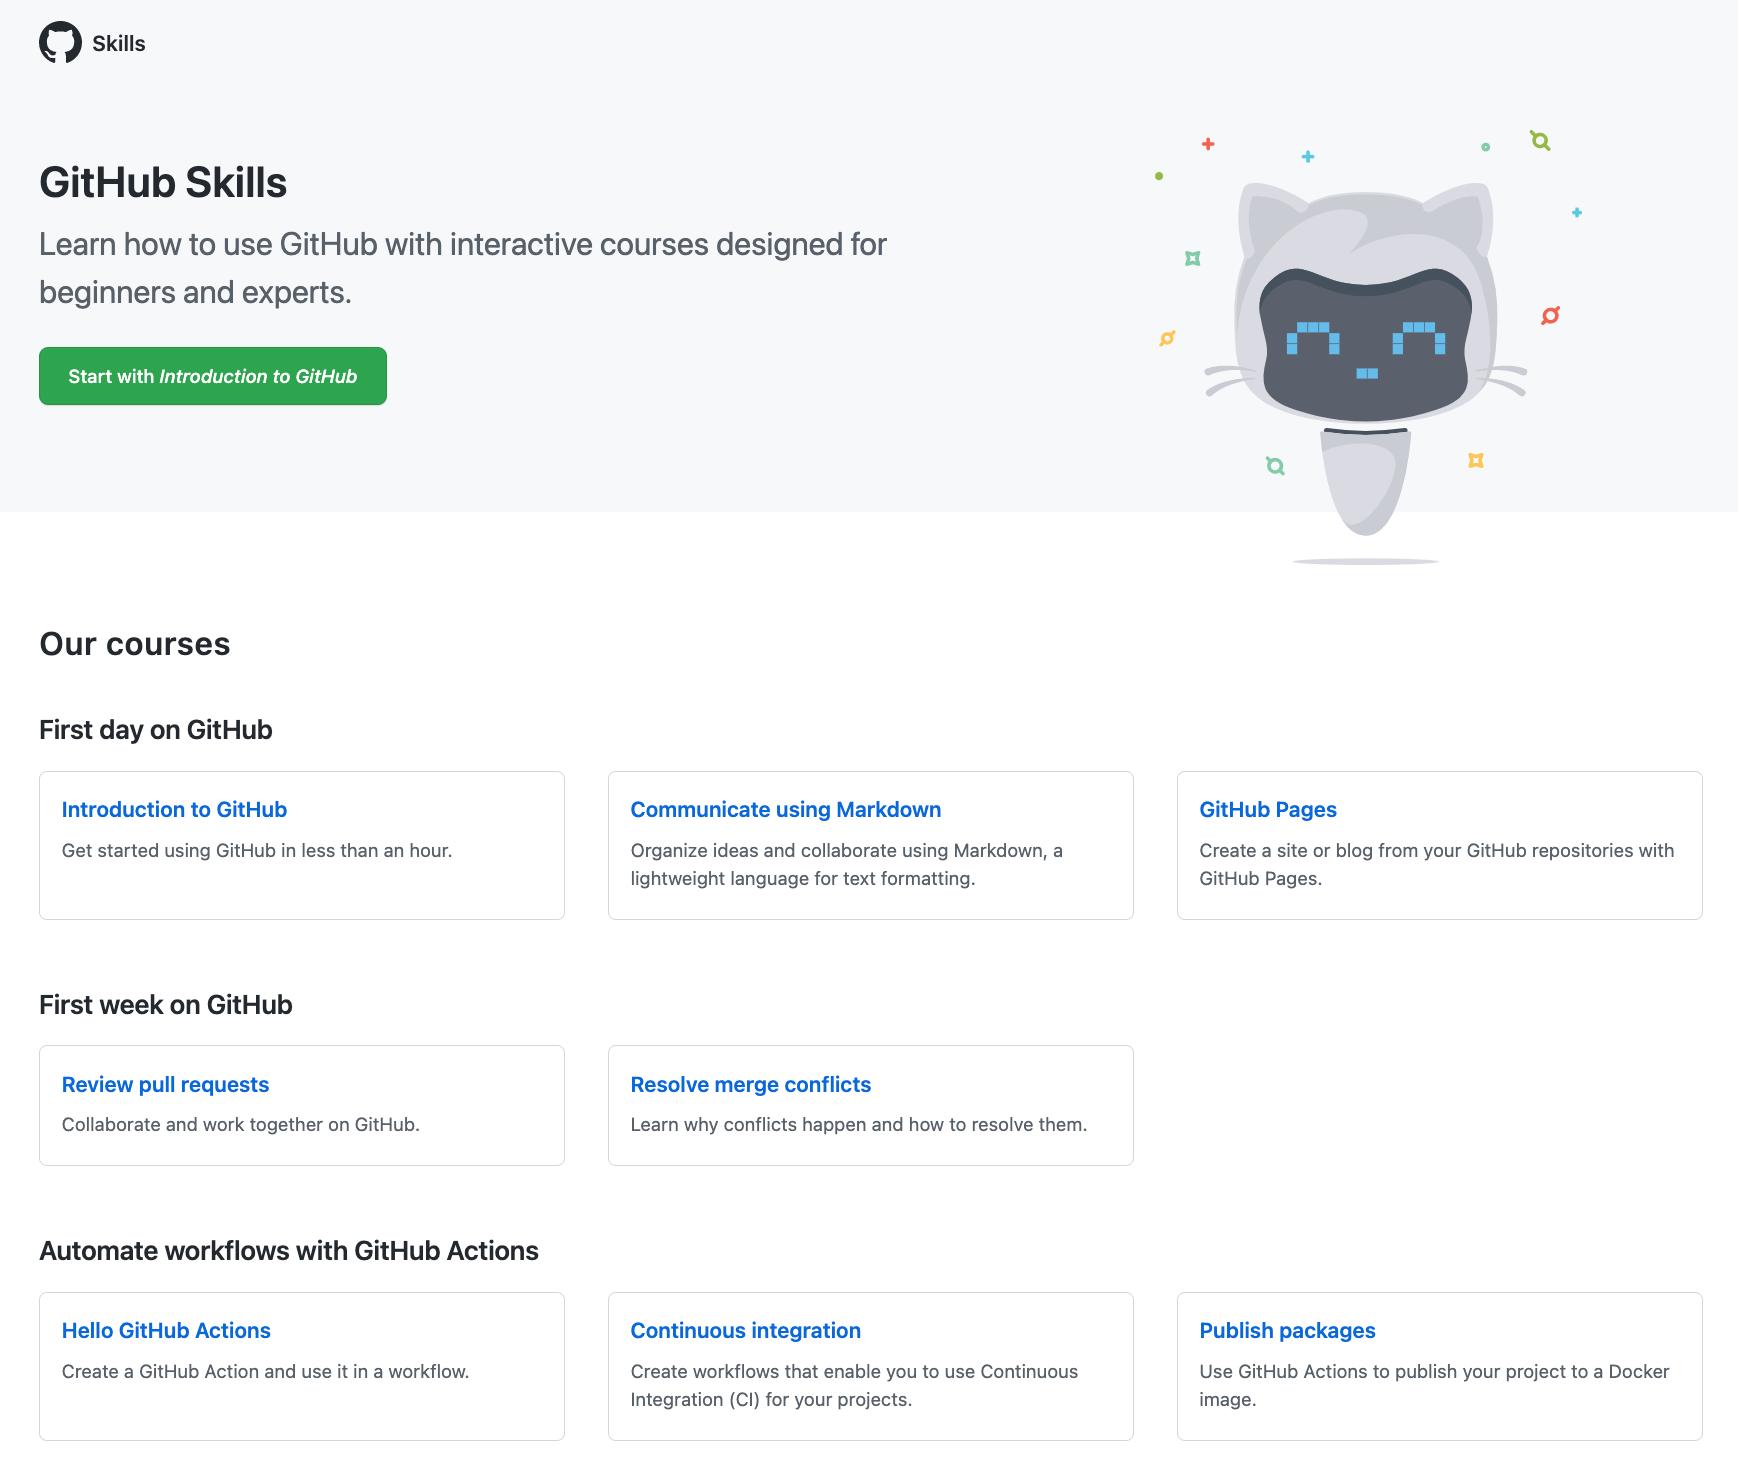 Skills
GitHub Skills
Learn how to use GitHub with interactive courses designed for
beginners and experts.
Start with Introduction to GitHub
Our courses
First day on GitHub
Introduction to GitHub
Get started using GitHub in less than an hour.
Communicate using Markdown
Organize ideas and collaborate using Markdown, a
lightweight language for text formatting.
GitHub Pages
Create a site or blog from your GitHub repositories with
GitHub Pages.
First week on GitHub
Review pull requests
Collaborate and work together on GitHub.
Resolve merge conflicts
Learn why conflicts happen and how to resolve them.
Automate workflows with GitHub Actions
Hello GitHub Actions
Create a GitHub Action and use it in a workflow.
Continuous integration
Create workflows that enable you to use Continuous
Integration (CI) for your projects.
Publish packages
Use GitHub Actions to publish your project to a Docker
image.